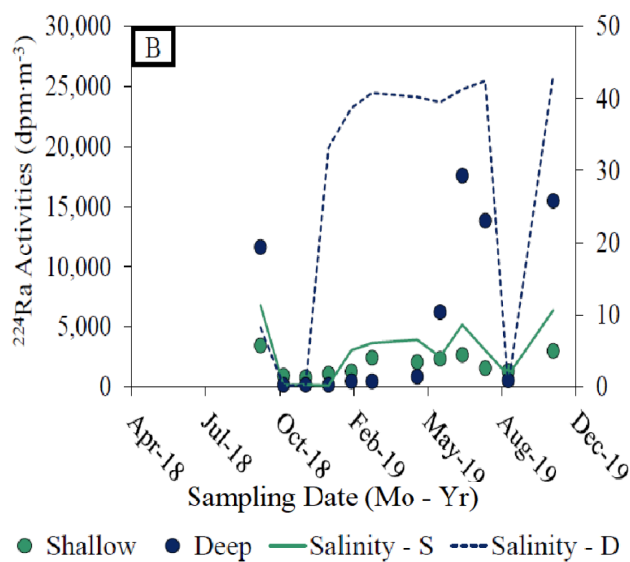 B
30,000
25,000
20,000
15,000
10,000
5,000
0
50
40
30
20
10
0
²²⁴Ra Activities (dpm·m⁻³)
Apr-18 Jul-18 Oct-18 Feb-19 May-19 Aug-19 Dec-19
Sampling Date (Mo - Yr)
Shallow Deep Salinity - S Salinity - D